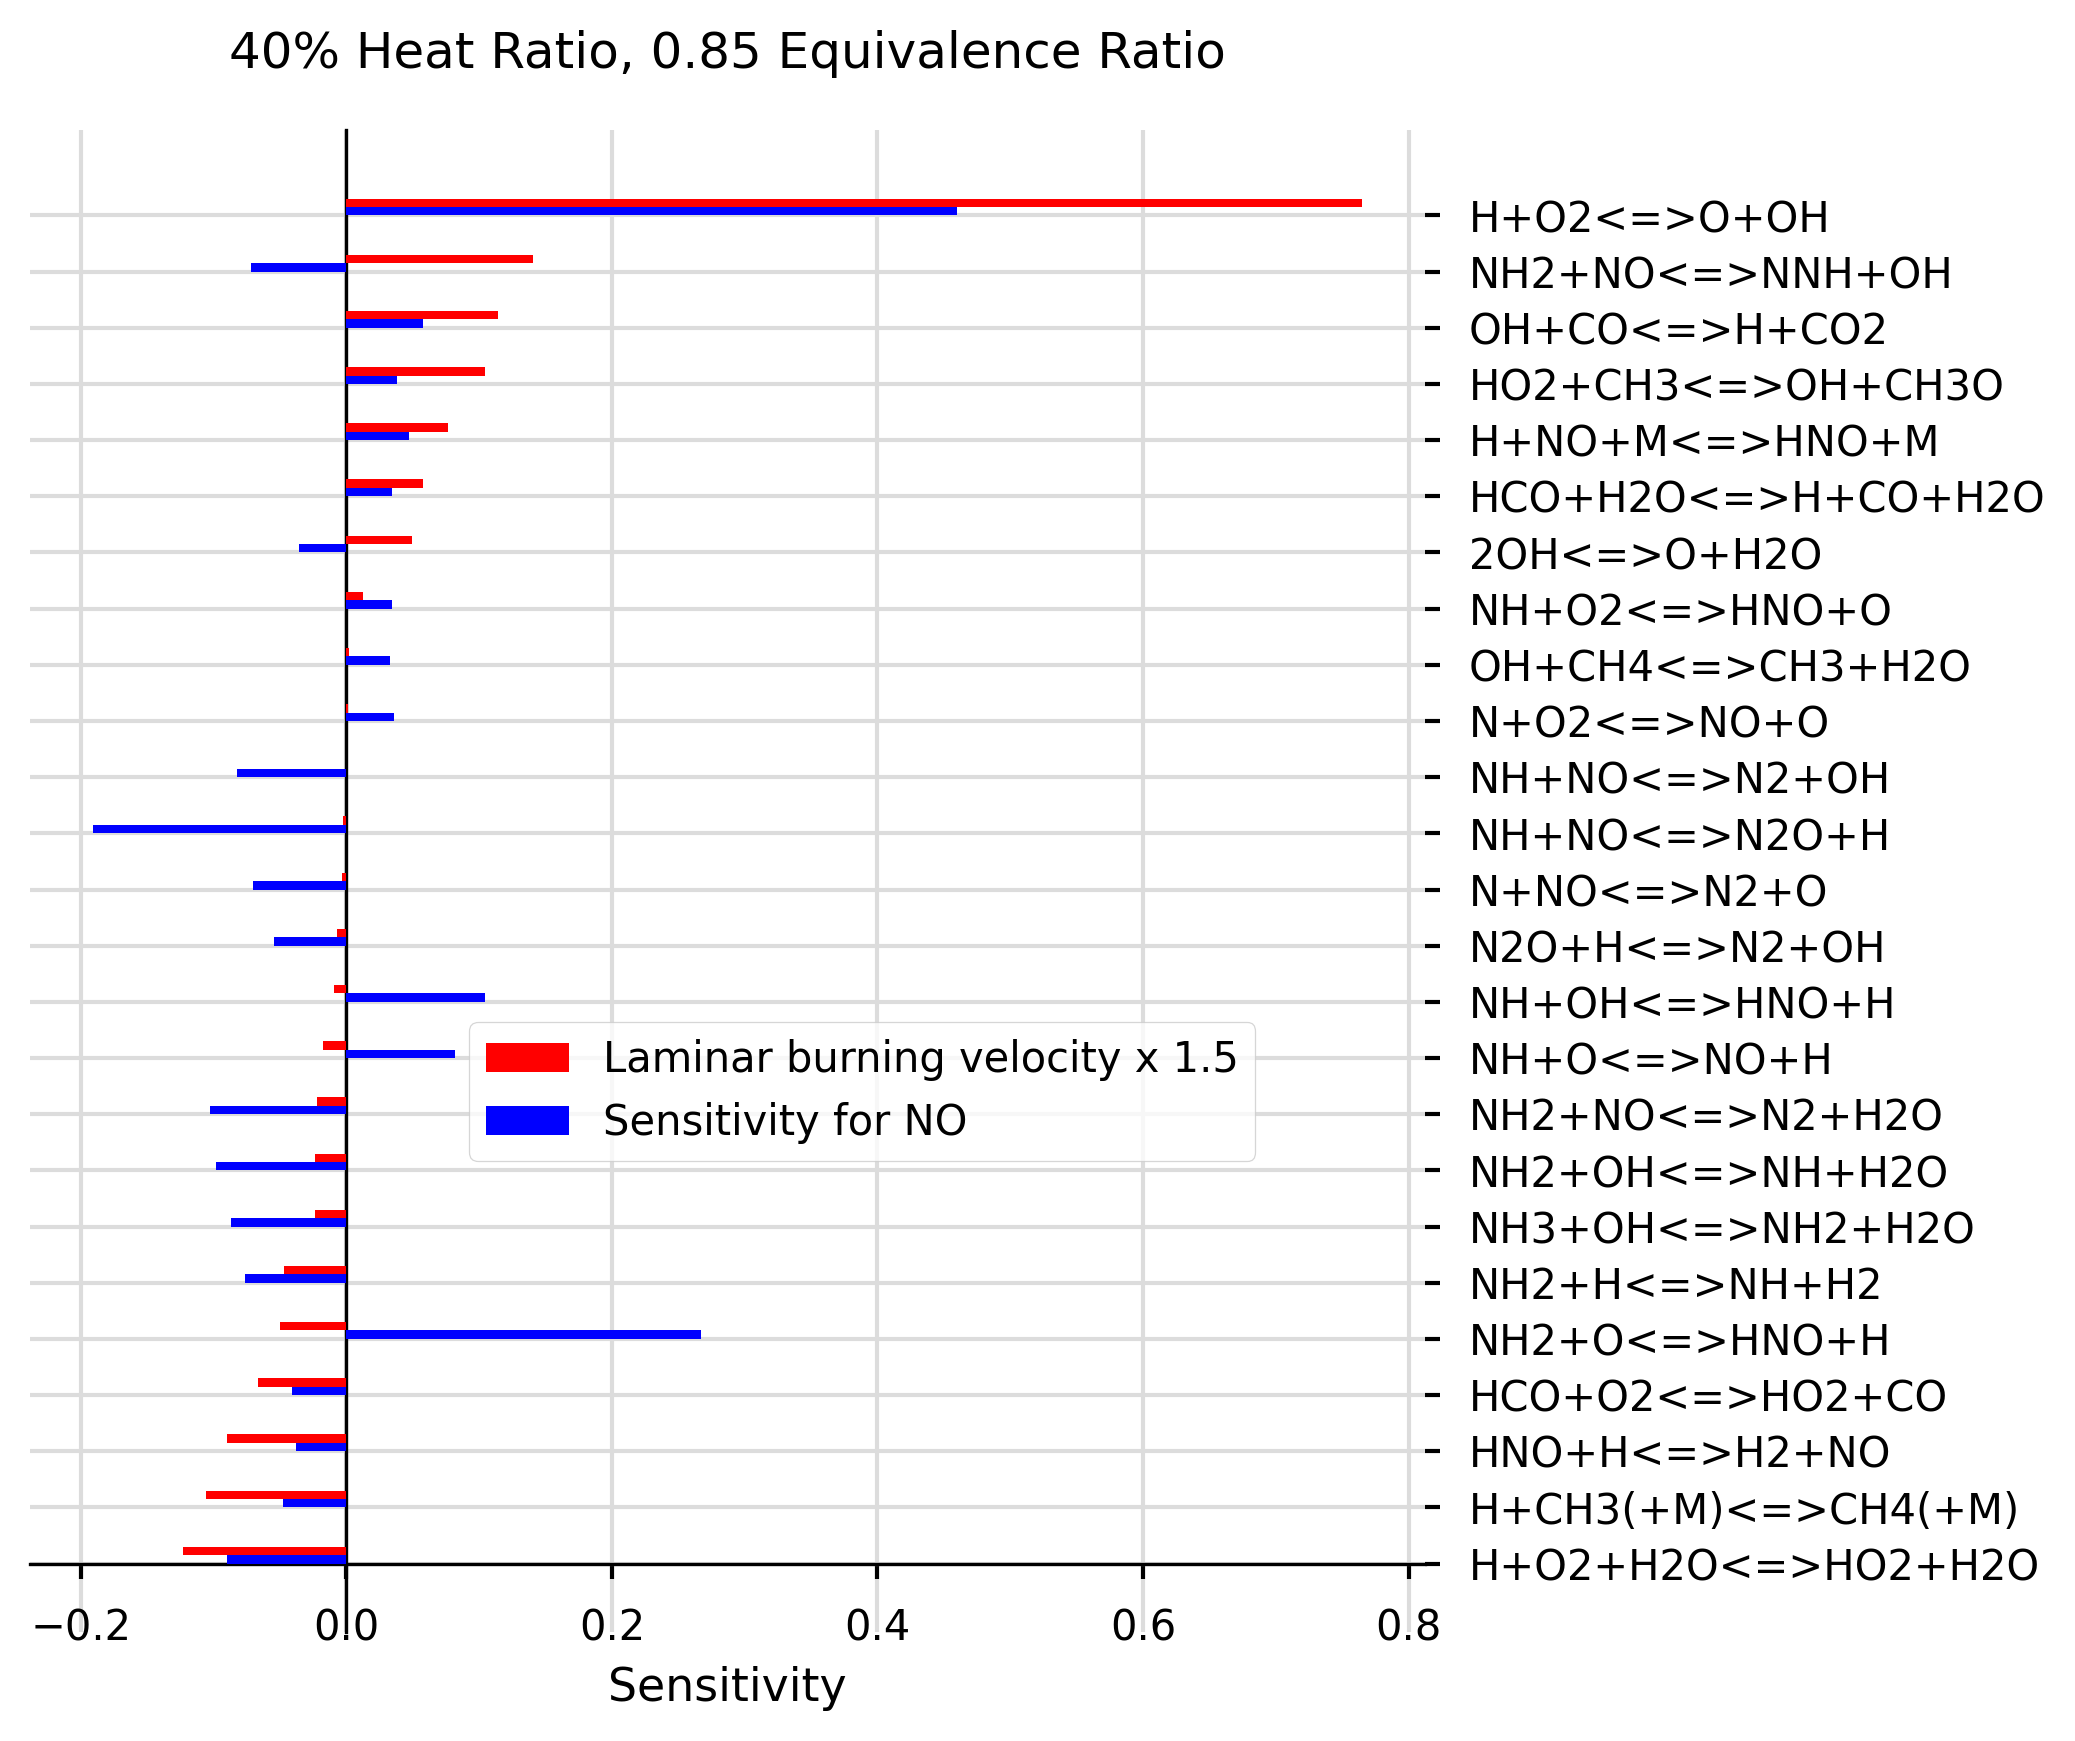 40% Heat Ratio, 0.85 Equivalence Ratio
H+O2<=>O+OH
NH2+NO<=>NNH+OH
OH+CO<=>H+CO2
HO2+CH3<=>OH+CH3O
H+NO+M<=>HNO+M
HCO+H2O<=>H+CO+H2O
2OH<=>O+H2O
NH+O2<=>HNO+O
OH+CH4<=>CH3+H2O
N+O2<=>NO+O
NH+NO<=>N2+OH
NH+NO<=>N2O+H
N+NO<=>N2+O
N2O+H<=>N2+OH
NH+OH<=>HNO+H
NH+O<=>NO+H
NH2+NO<=>N2+H2O
NH2+OH<=>NH+H2O
NH3+OH<=>NH2+H2O
NH2+H<=>NH+H2
NH2+O<=>HNO+H
HCO+O2<=>HO2+CO
HNO+H<=>H2+NO
H+CH3(+M)<=>CH4(+M)
H+O2+H2O<=>HO2+H2O
Laminar burning velocity x 1.5
Sensitivity for NO
−0.2 0.0 0.2 0.4 0.6 0.8
Sensitivity